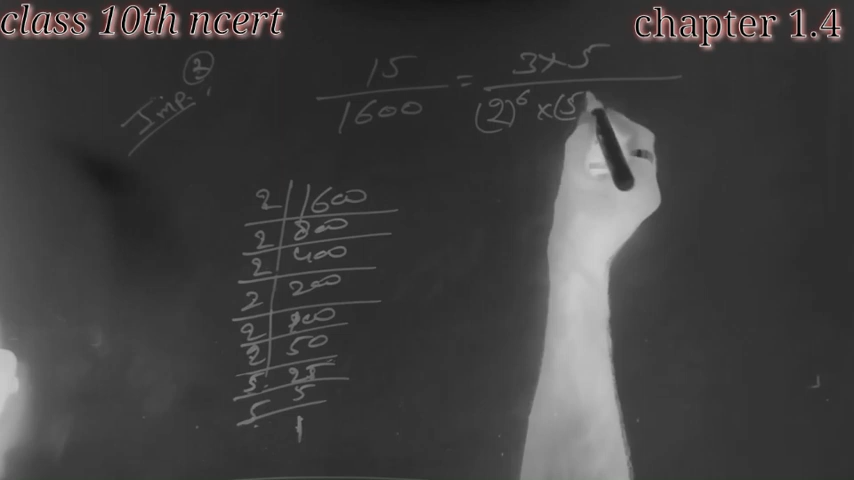 class 10th ncert
chapter 1.4
Imp.
15/1600 = 3×5/(2)^6 ×(5
2 | 1600
2 | 800
2 | 400
2 | 200
2 | 100
2 | 50
5 | 25
5 | 5
1